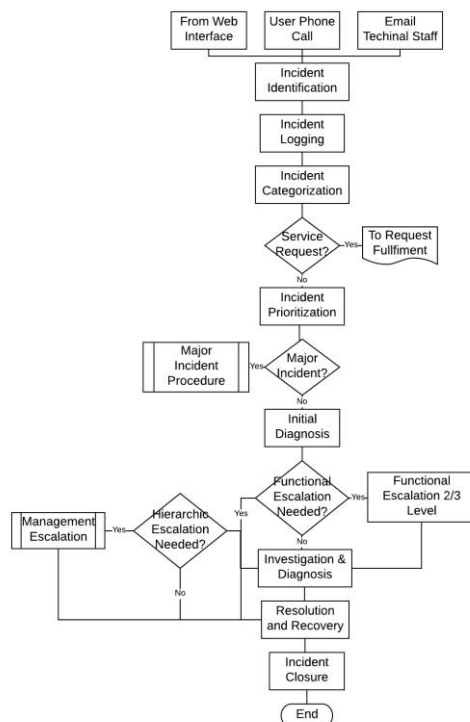 From Web
Interface
User Phone
Call
Email
Techinal Staff
Incident
Identification
Incident
Logging
Incident
Categorization
Service
Request?
Yes
To Request
Fullfiment
No
Incident
Prioritization
Major
Incident
Procedure
Yes
Major
Incident?
No
Initial
Diagnosis
Functional
Escalation
Needed?
Yes
Functional
Escalation 2/3
Level
Management
Escalation
Yes
Hierarchic
Escalation
Needed?
Yes
No
Investigation &
Diagnosis
No
Resolution
and Recovery
Incident
Closure
End